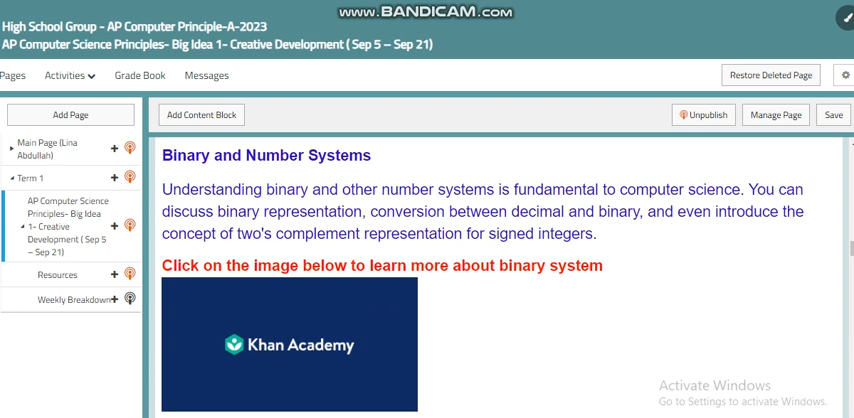 www.BANDICAM.com
High School Group - AP Computer Principle-A-2023
AP Computer Science Principles- Big Idea 1- Creative Development ( Sep 5 – Sep 21)
Pages Activities Grade Book Messages Restore Deleted Page
Add Page Add Content Block Unpublish Manage Page Save
Main Page (Lina
Abdullah)
Term 1
AP Computer Science
Principles- Big Idea
1- Creative
Development ( Sep 5
– Sep 21)
Resources
Weekly Breakdown
Binary and Number Systems
Understanding binary and other number systems is fundamental to computer science. You can
discuss binary representation, conversion between decimal and binary, and even introduce the
concept of two's complement representation for signed integers.
Click on the image below to learn more about binary system
Khan Academy
Activate Windows
Go to Settings to activate Windows.